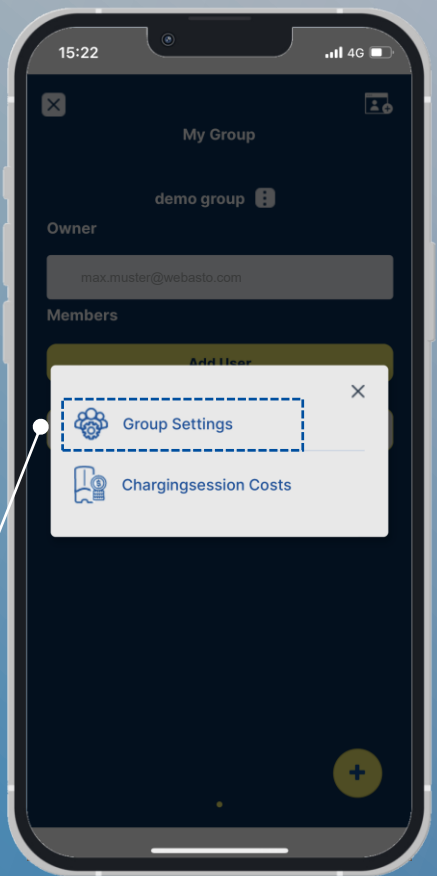 15:22
4G
My Group
demo group
Owner
max.muster@webasto.com
Members
Add User
Group Settings
Chargingsession Costs